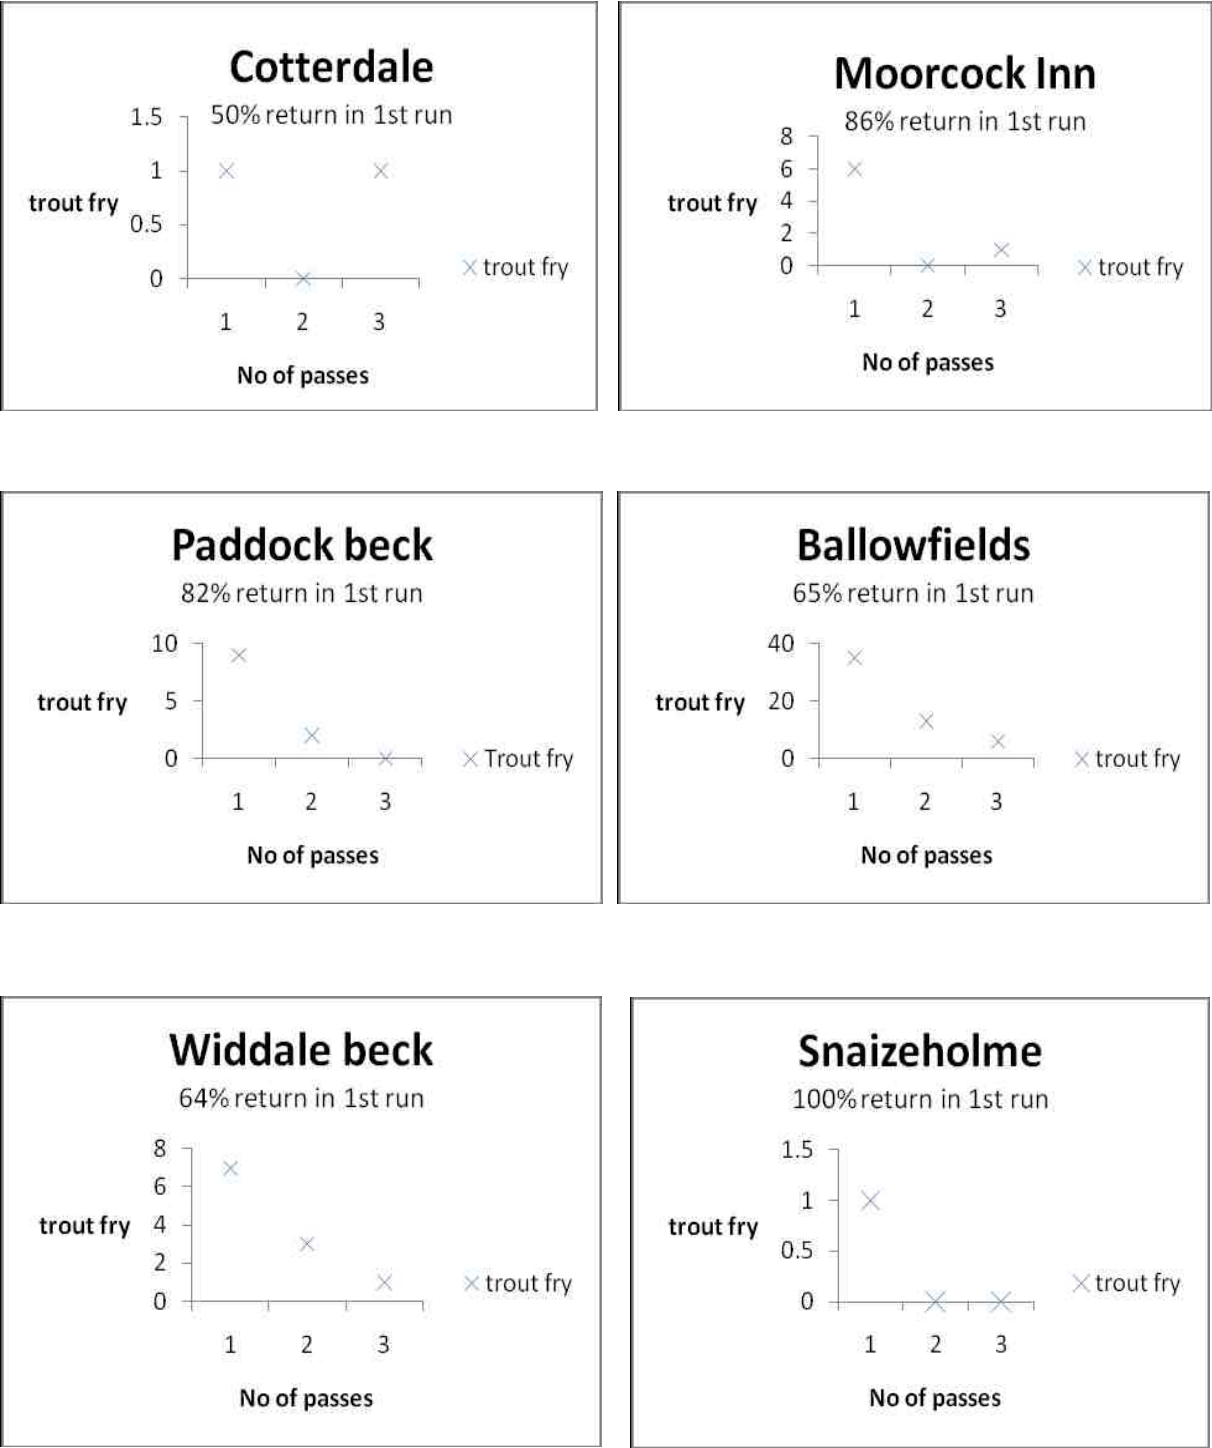 Cotterdale
50% return in 1st run
1.5
1
0.5
0
trout fry
trout fry
1 2 3
No of passes
Moorcock Inn
86% return in 1st run
8
6
4
2
0
trout fry
trout fry
1 2 3
No of passes
Paddock beck
82% return in 1st run
10
5
0
trout fry
Trout fry
1 2 3
No of passes
Ballowfields
65% return in 1st run
40
20
0
trout fry
trout fry
1 2 3
No of passes
Widdale beck
64% return in 1st run
8
6
4
2
0
trout fry
trout fry
1 2 3
No of passes
Snaizeholme
100% return in 1st run
1.5
1
0.5
0
trout fry
trout fry
1 2 3
No of passes